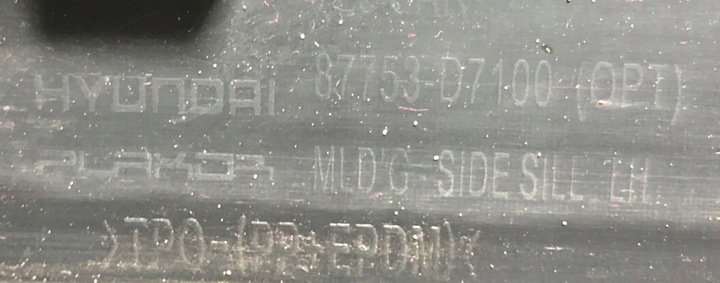 HYUNDAI 87753-D7100 (OPT)
PLAKOR MLD'G SIDE SILL LH
>TPO-(PP+EPDM)<